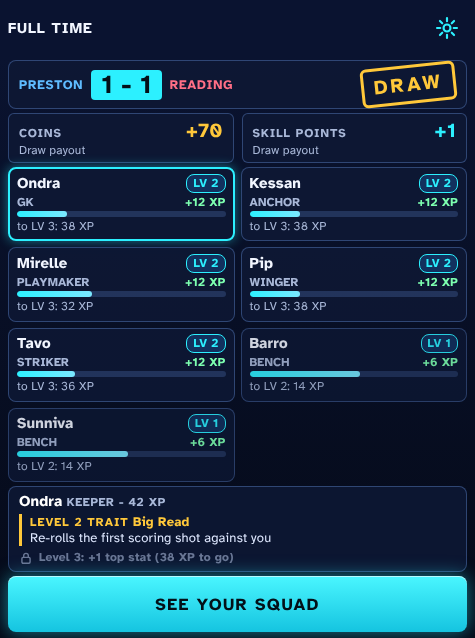 FULL TIME
PRESTON 1 - 1 READING DRAW
COINS +70
Draw payout
SKILL POINTS +1
Draw payout
Ondra LV 2
GK +12 XP
to LV 3: 38 XP
Kessan LV 2
ANCHOR +12 XP
to LV 3: 38 XP
Mirelle LV 2
PLAYMAKER +12 XP
to LV 3: 32 XP
Pip LV 2
WINGER +12 XP
to LV 3: 38 XP
Tavo LV 2
STRIKER +12 XP
to LV 3: 36 XP
Barro LV 1
BENCH +6 XP
to LV 2: 14 XP
Sunniva LV 1
BENCH +6 XP
to LV 2: 14 XP
Ondra KEEPER - 42 XP
LEVEL 2 TRAIT Big Read
Re-rolls the first scoring shot against you
Level 3: +1 top stat (38 XP to go)
SEE YOUR SQUAD